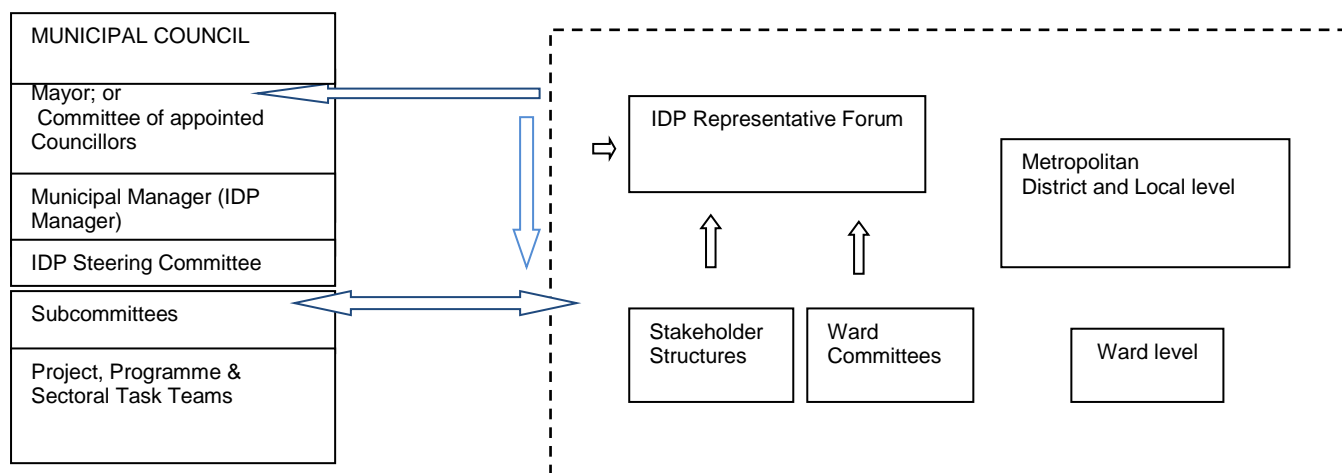 MUNICIPAL COUNCIL
Mayor; or
Committee of appointed
Councillors
Municipal Manager (IDP
Manager)
IDP Steering Committee
Subcommittees
Project, Programme &
Sectoral Task Teams
IDP Representative Forum
Metropolitan
District and Local level
Stakeholder
Structures
Ward
Committees
Ward level